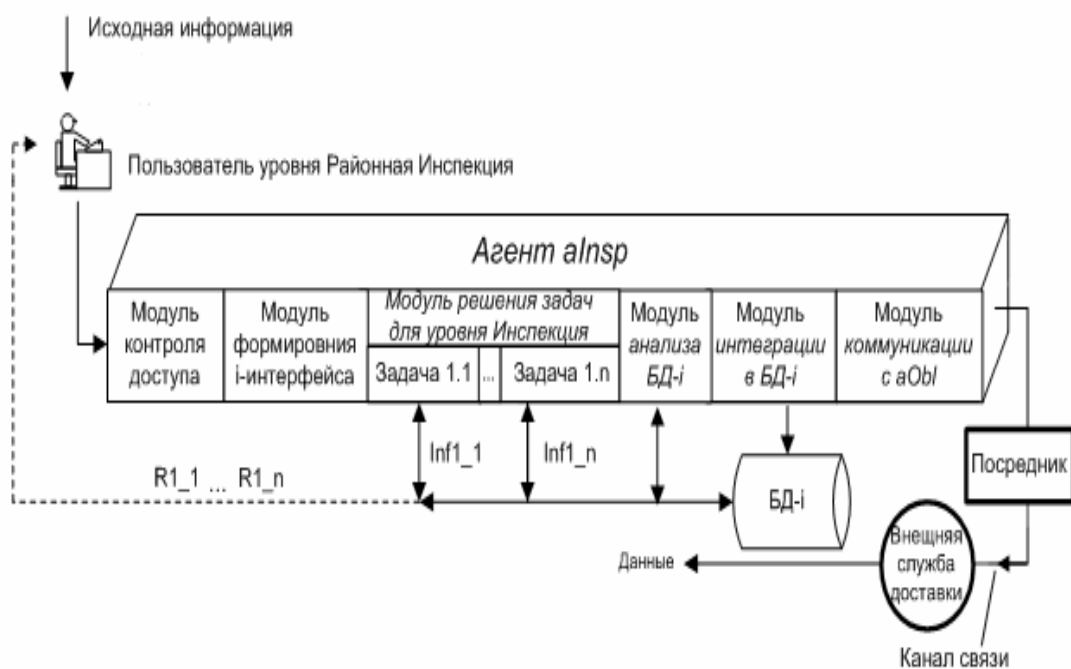 Исходная информация
Пользователь уровня Районная Инспекция
Агент aInsp
Модуль
контроля
доступа
Модуль
формировния
i-интерфейса
Модуль решения задач
для уровня Инспекция
Задача 1.1
...
Задача 1.n
Модуль
анализа
БД-i
Модуль
интеграции
в БД-i
Модуль
коммуникации
с aObl
Inf1_1
Inf1_n
R1_1 ... R1_n
БД-i
Посредник
Данные
Внещняя
служба
доставки
Канал связи